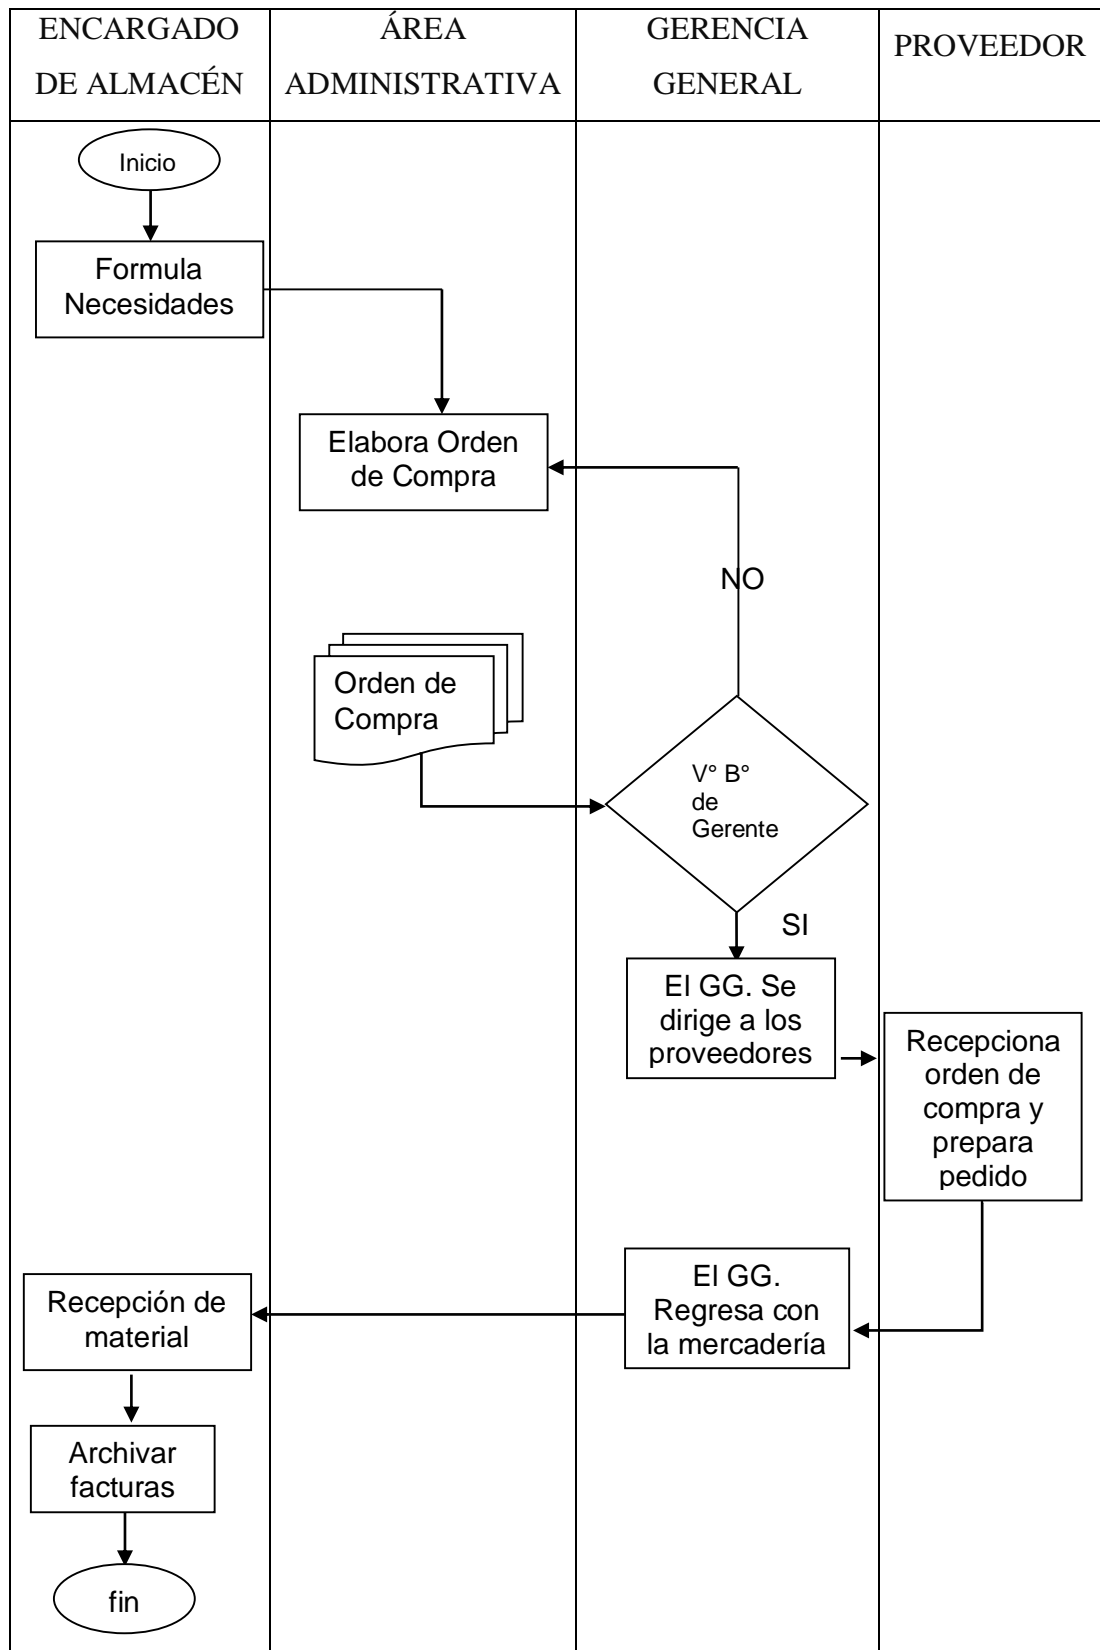 ENCARGADO
DE ALMACÉN
ÁREA
ADMINISTRATIVA
GERENCIA
GENERAL
PROVEEDOR
Inicio
Formula
Necesidades
Elabora Orden
de Compra
NO
Orden de
Compra
V° B°
de
Gerente
SI
El GG. Se
dirige a los
proveedores
Recepciona
orden de
compra y
prepara
pedido
El GG.
Regresa con
la mercadería
Recepción de
material
Archivar
facturas
fin